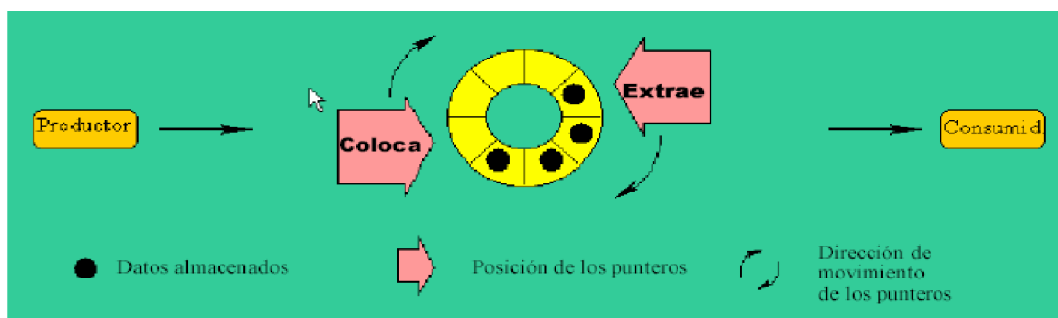 Productor
Coloca
Extrae
Consumid
Datos almacenados
Posición de los punteros
Dirección de
movimiento
de los punteros